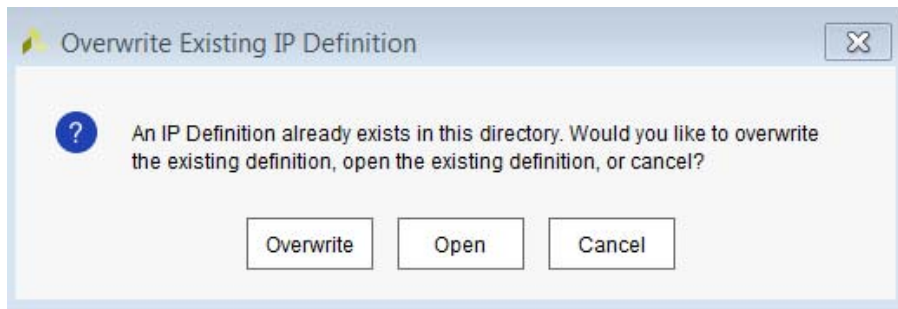 Overwrite Existing IP Definition
?
An IP Definition already exists in this directory. Would you like to overwrite
the existing definition, open the existing definition, or cancel?
Overwrite Open Cancel